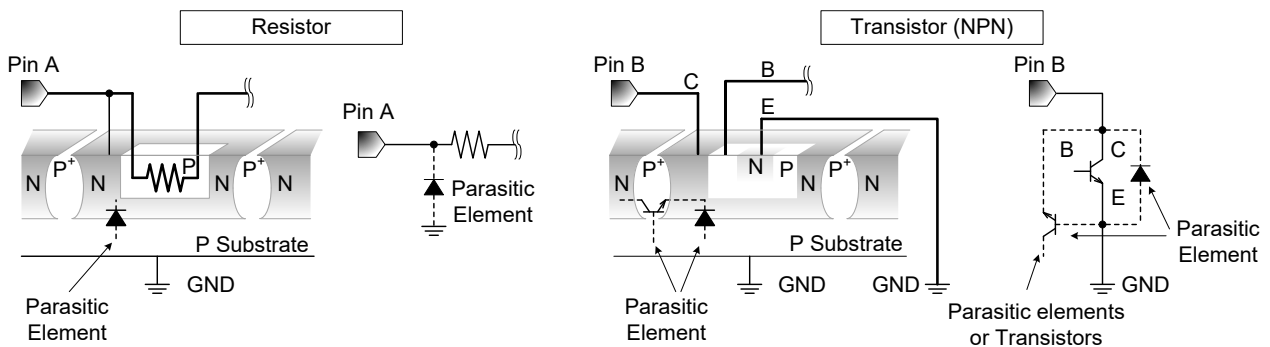 Resistor
Pin A
N
P+
N
P
N
P+
N
P Substrate
GND
Parasitic
Element
Pin A
Parasitic
Element
Transistor (NPN)
Pin B
C
B
E
N
P+
N
N
P
N
P+
N
P Substrate
GND
GND
Parasitic
Element
Pin B
B
C
E
Parasitic
Element
GND
Parasitic elements
or Transistors